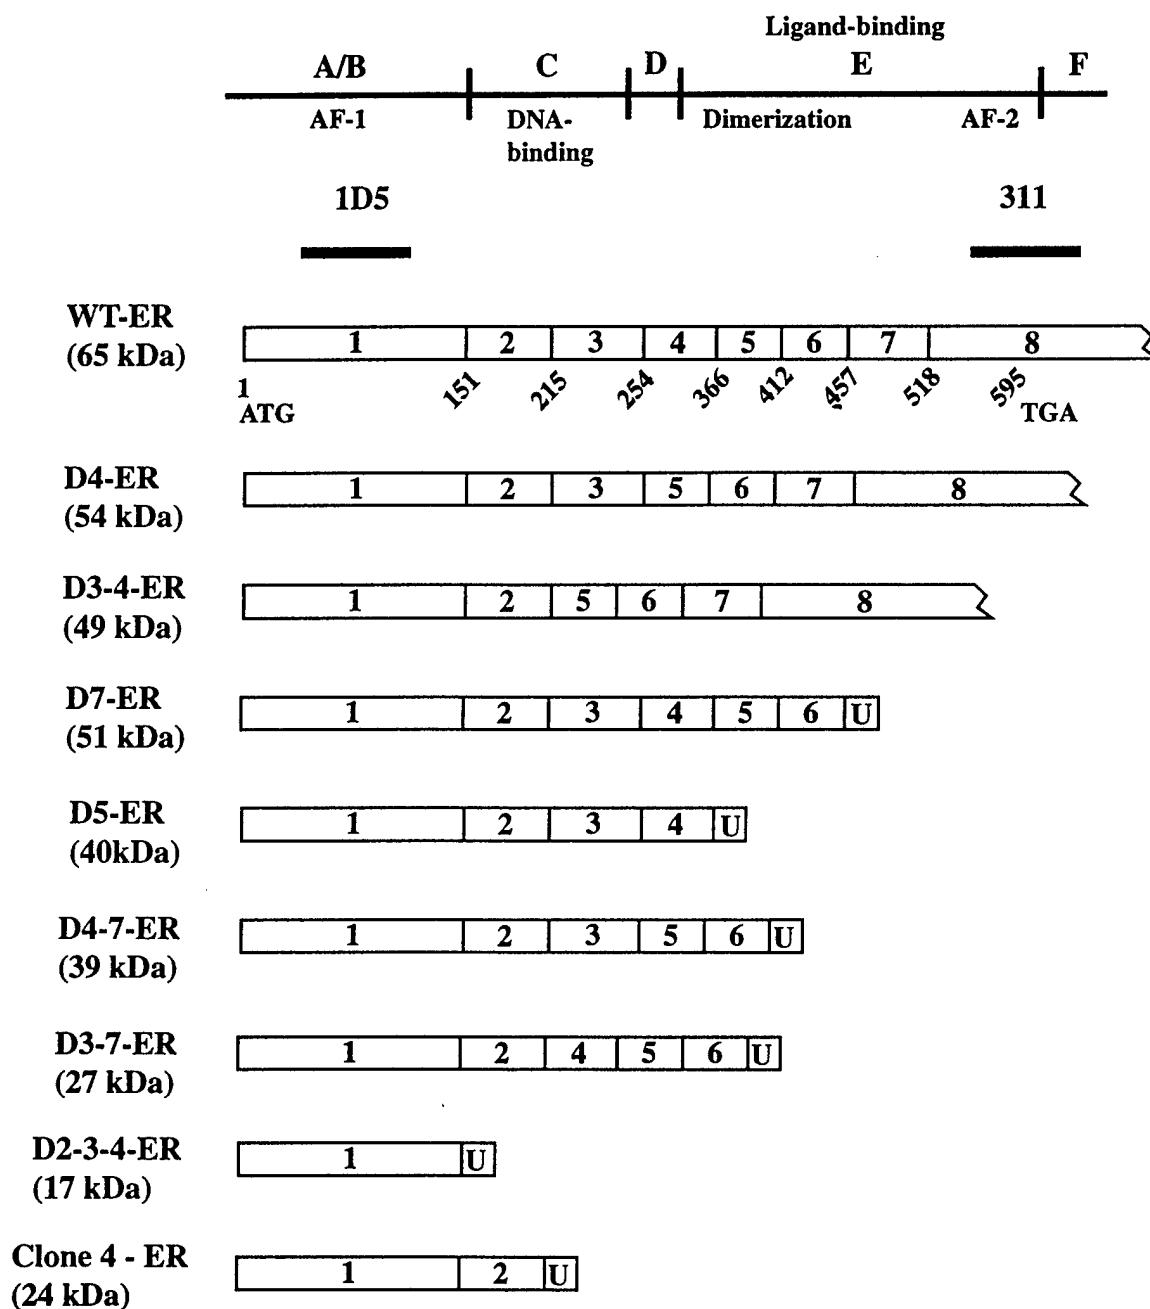 Ligand-binding
A/B C D E F
AF-1 DNA-binding Dimerization AF-2
1D5 311
WT-ER
(65 kDa)
1 2 3 4 5 6 7 8
1 151 215 254 366 412 457 518 595
ATG TGA
D4-ER
(54 kDa)
1 2 3 5 6 7 8
D3-4-ER
(49 kDa)
1 2 5 6 7 8
D7-ER
(51 kDa)
1 2 3 4 5 6 U
D5-ER
(40kDa)
1 2 3 4 U
D4-7-ER
(39 kDa)
1 2 3 5 6 U
D3-7-ER
(27 kDa)
1 2 4 5 6 U
D2-3-4-ER
(17 kDa)
1 U
Clone 4 - ER
(24 kDa)
1 2 U